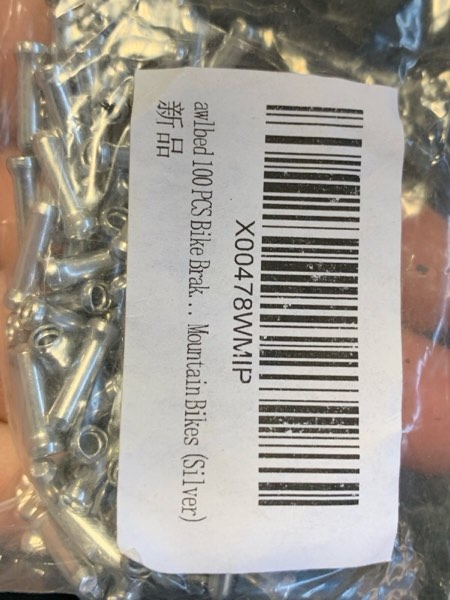 X00478WMIP
awlbed 100 PCS Bike Brak... Mountain Bikes (Silver)
新品